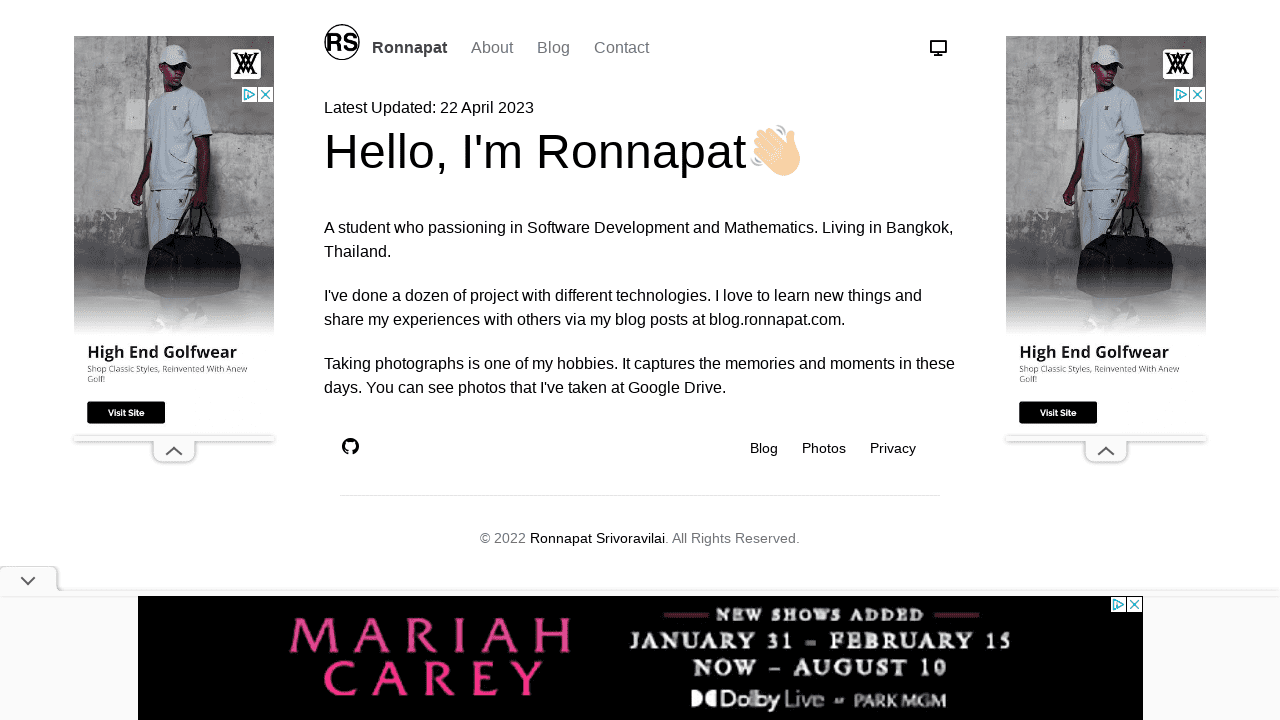 RS
Ronnapat About Blog Contact
Latest Updated: 22 April 2023
Hello, I'm Ronnapat
A student who passioning in Software Development and Mathematics. Living in Bangkok,
Thailand.
I've done a dozen of project with different technologies. I love to learn new things and
share my experiences with others via my blog posts at blog.ronnapat.com.
Taking photographs is one of my hobbies. It captures the memories and moments in these
days. You can see photos that I've taken at Google Drive.
Blog Photos Privacy
© 2022 Ronnapat Srivoravilai. All Rights Reserved.
High End Golfwear
Shop Classic Styles, Reinvented With Anew
Golf!
Visit Site
High End Golfwear
Shop Classic Styles, Reinvented With Anew
Golf!
Visit Site
MARIAH
CAREY
NEW SHOWS ADDED
JANUARY 31 – FEBRUARY 15
NOW – AUGUST 10
Dolby Live AT PARK MGM